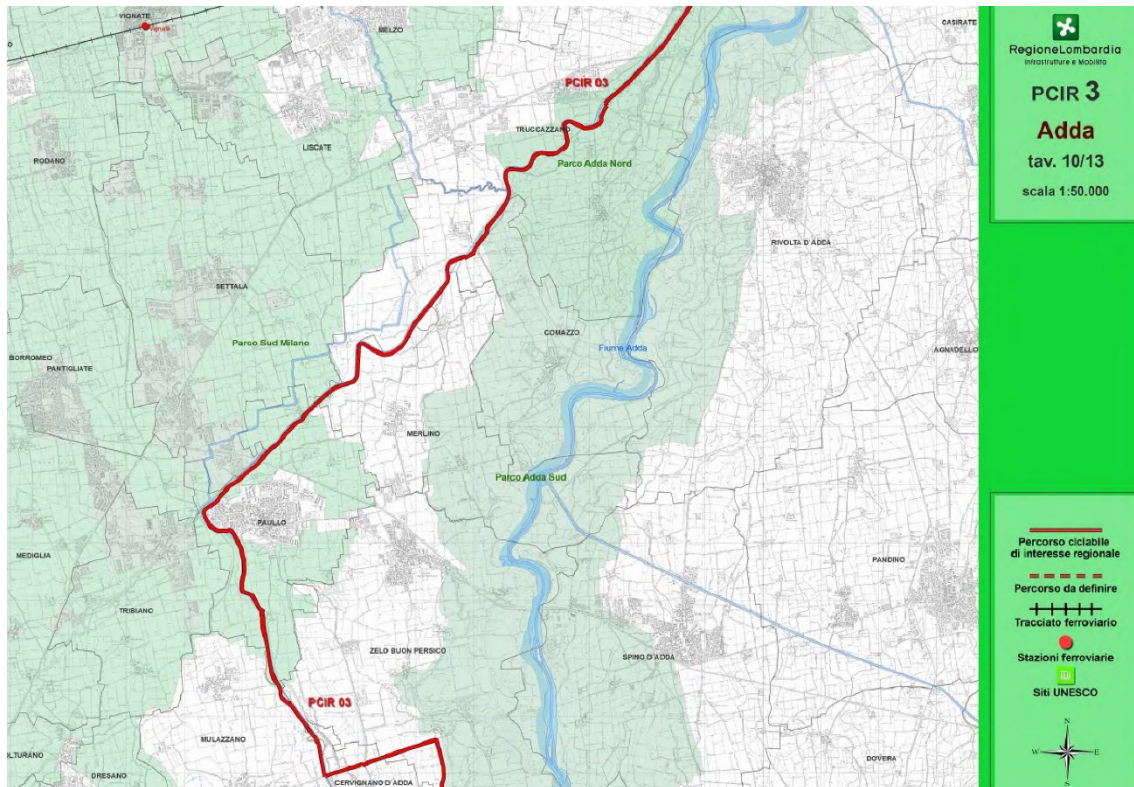 VIGNATE
Vignate
MELZO
CASIRATE
PCIR 03
TRUCCAZZANO
LISCATE
RODANO
Parco Adda Nord
RIVOLTA D'ADDA
SETTALA
COMAZZO
Parco Sud Milano
Fiume Adda
AGNADELLO
BORROMEO
PANTIGLIATE
MERLINO
Parco Adda Sud
PAULLO
MEDIGLIA
PANDINO
TRIBIANO
ZELO BUON PERSICO
SPINO D'ADDA
PCIR 03
MULAZZANO
OLTURANO
DRESANO
CERVIGNANO D'ADDA
DOVERA
RegioneLombardia
Infrastrutture e Mobilità
PCIR 3
Adda
tav. 10/13
scala 1:50.000
Percorso ciclabile
di interesse regionale
Percorso da definire
Tracciato ferroviario
Stazioni ferroviarie
Siti UNESCO
N
W
E
S